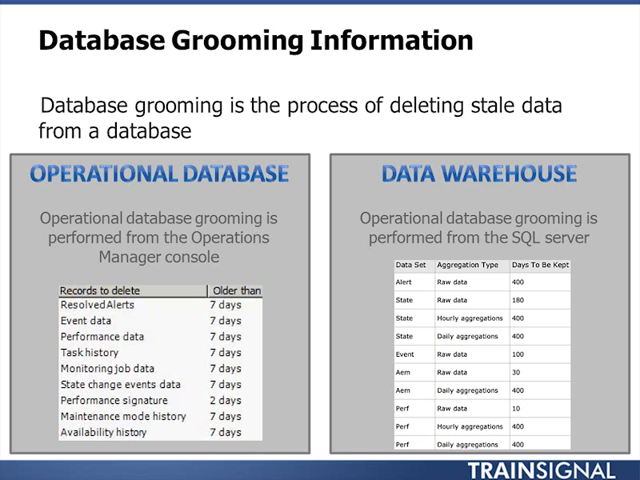 Database Grooming Information
Database grooming is the process of deleting stale data
from a database
OPERATIONAL DATABASE
Operational database grooming is
performed from the Operations
Manager console
Records to delete | Older than
Resolved Alerts 7 days
Event data 7 days
Performance data 7 days
Task history 7 days
Monitoring job data 7 days
State change events data 7 days
Performance signature 2 days
Maintenance mode history 7 days
Availability history 7 days
DATA WAREHOUSE
Operational database grooming is
performed from the SQL server
Data Set Aggregation Type Days To Be Kept
Alert Raw data 400
State Raw data 180
State Hourly aggregations 400
State Daily aggregations 400
Event Raw data 100
Aem Raw data 30
Aem Daily aggregations 400
Perf Raw data 10
Perf Hourly aggregations 400
Perf Daily aggregations 400
TRAINSIGNAL